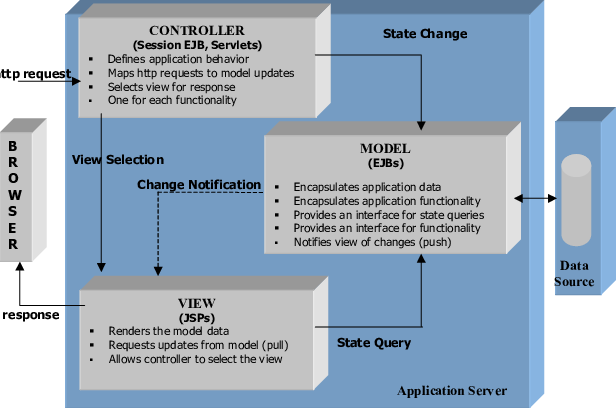 CONTROLLER
(Session EJB, Servlets)
▪ Defines application behavior
▪ Maps http requests to model updates
▪ Selects view for response
▪ One for each functionality
State Change
http request
BROWSER
View Selection
Change Notification
MODEL
(EJBs)
▪ Encapsulates application data
▪ Encapsulates application functionality
▪ Provides an interface for state queries
▪ Provides an interface for functionality
▪ Notifies view of changes (push)
Data
Source
response
VIEW
(JSPs)
▪ Renders the model data
▪ Requests updates from model (pull)
▪ Allows controller to select the view
State Query
Application Server